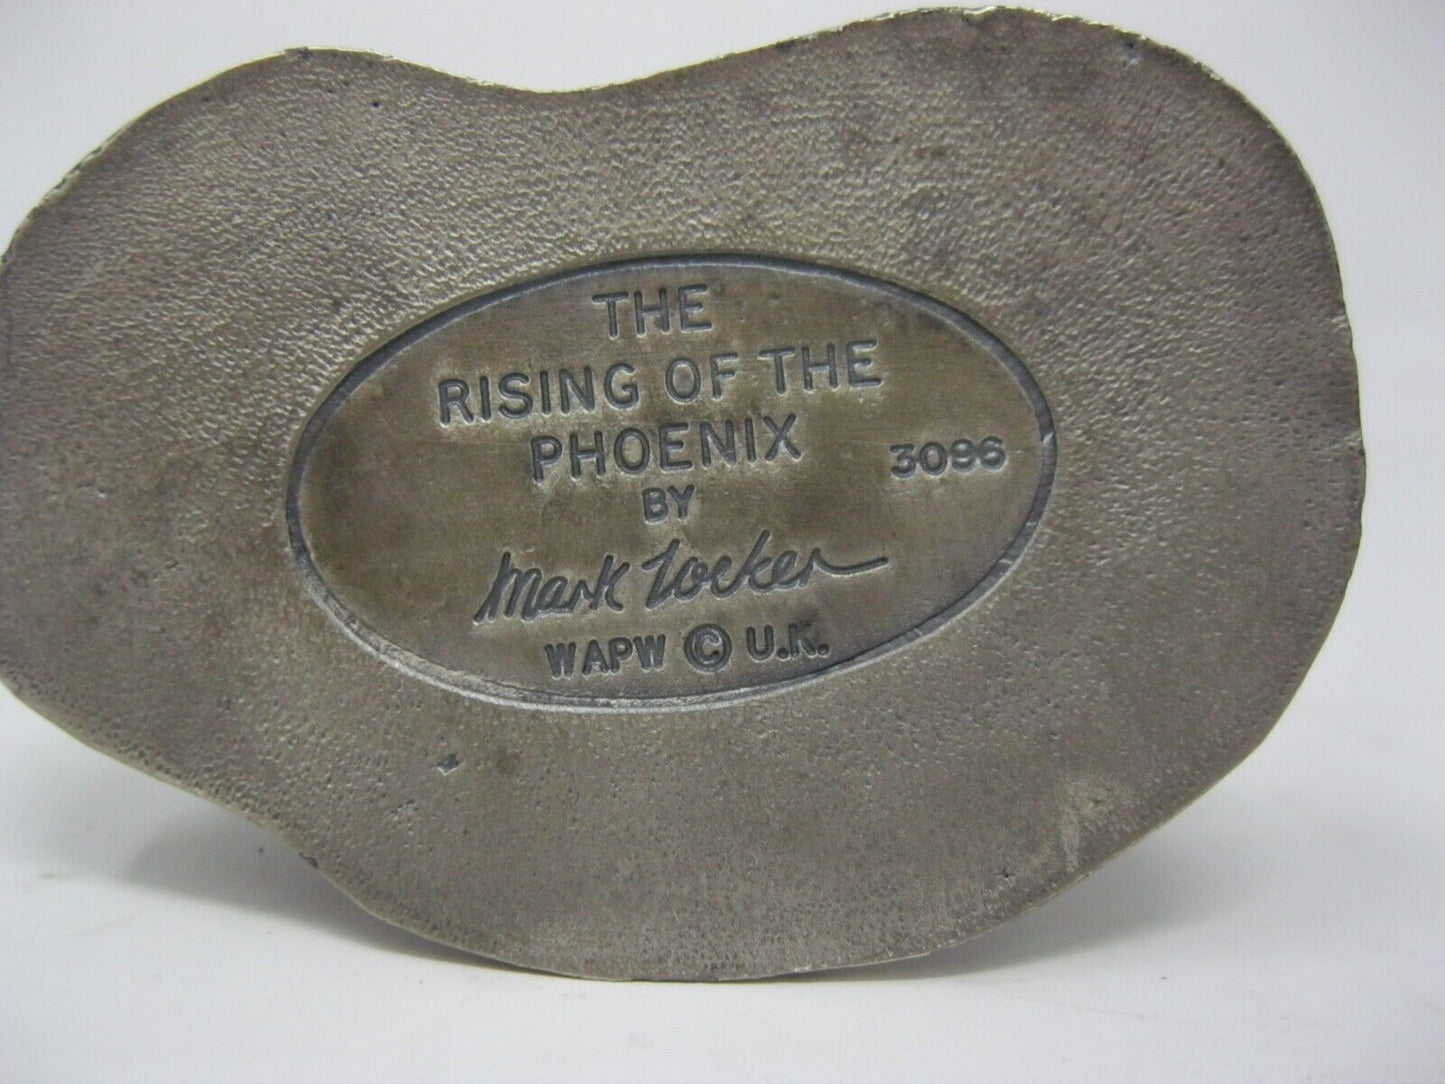 THE
RISING OF THE
PHOENIX
3096
BY
Mark Locker
WAPW © U.K.